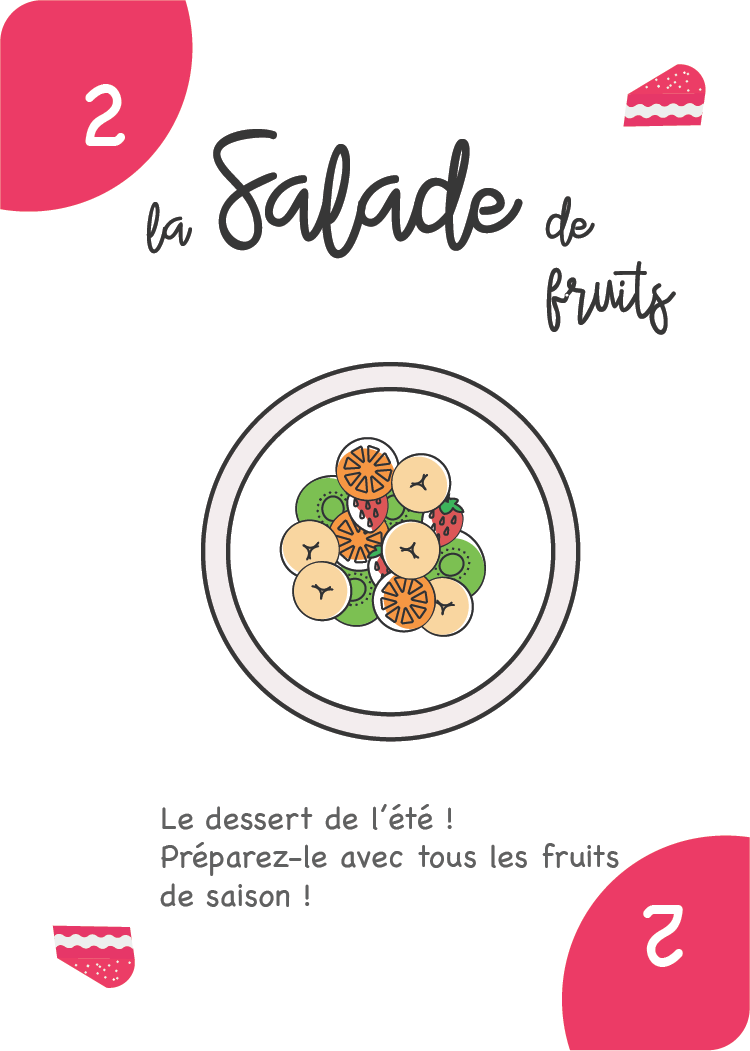 2
la Salade de
fruits
Le dessert de l'été !
Préparez-le avec tous les fruits
de saison !
2